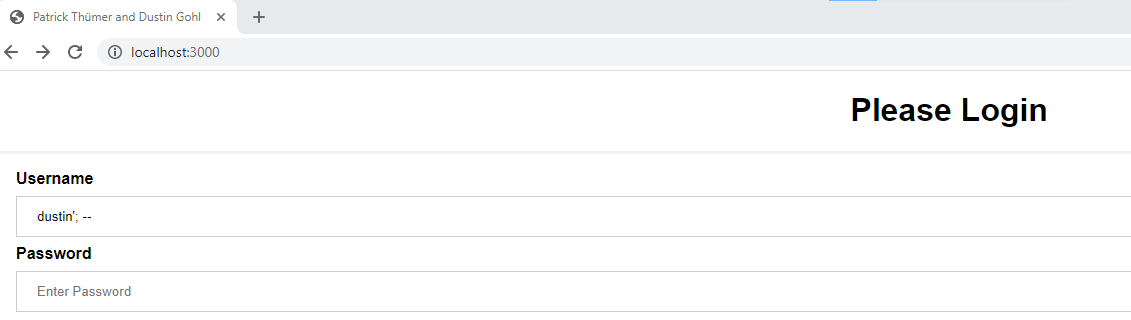 Patrick Thümer and Dustin Gohl
localhost:3000
Please Login
Username
dustin'; --
Password
Enter Password